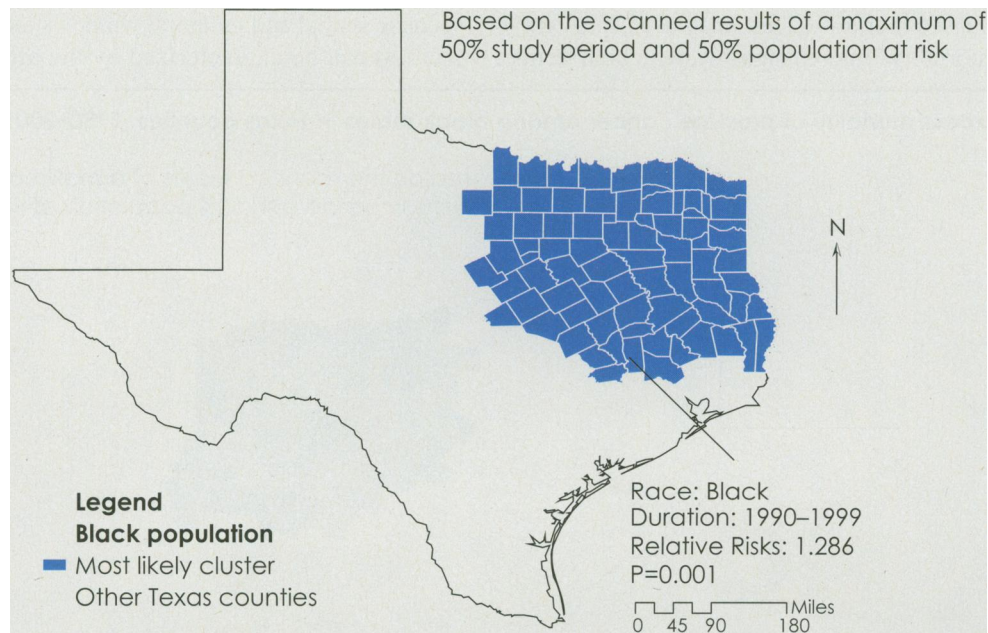 Based on the scanned results of a maximum of
50% study period and 50% population at risk
N
Legend
Black population
Most likely cluster
Other Texas counties
Race: Black
Duration: 1990–1999
Relative Risks: 1.286
P=0.001
Miles
0 45 90 180